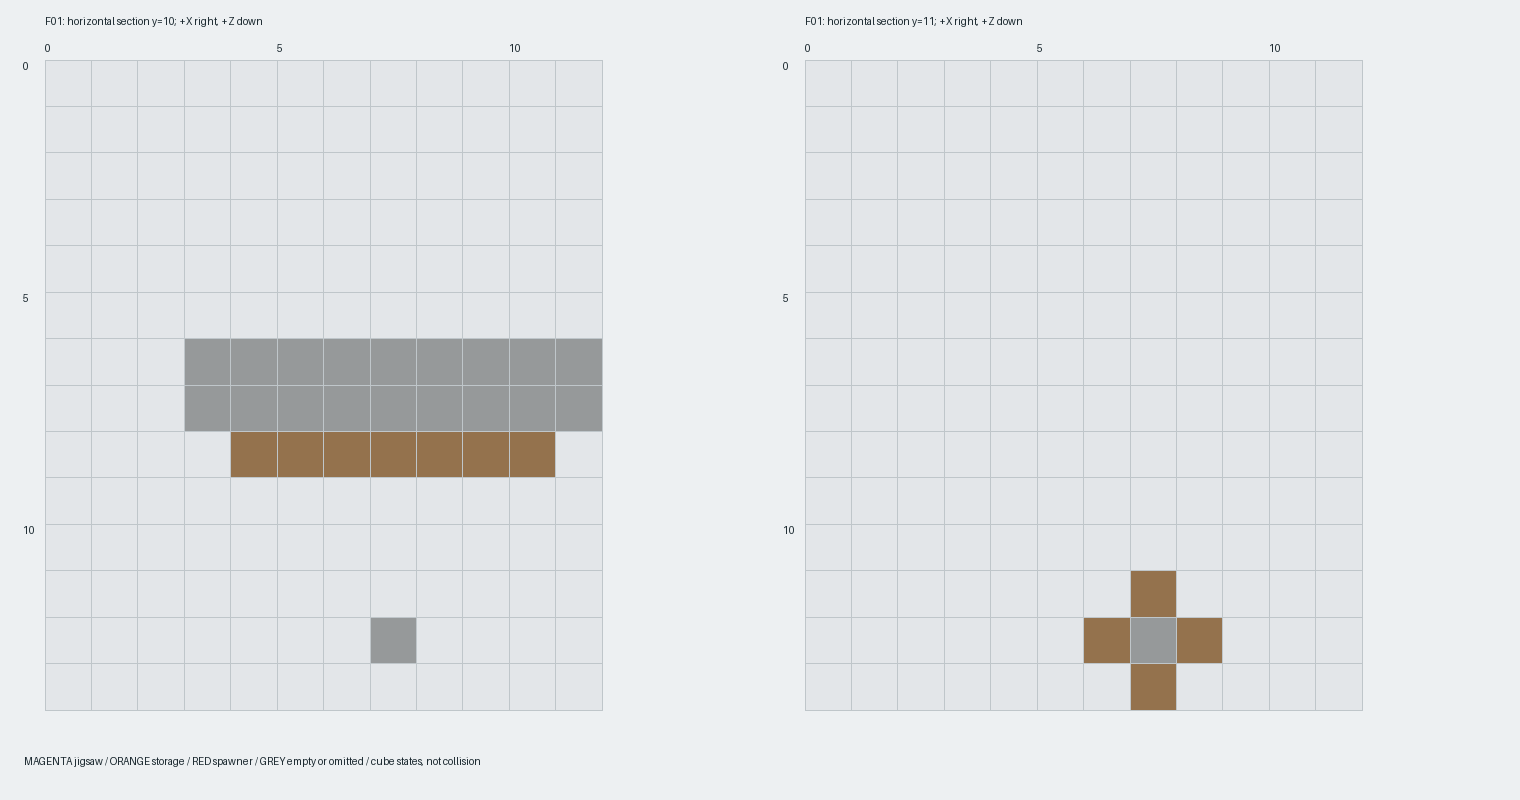 F01: horizontal section y=10; +X right, +Z down
F01: horizontal section y=11; +X right, +Z down
0 5 10
0 5 10
0
0
5
5
10
10
MAGENTA jigsaw / ORANGE storage / RED spawner / GREY empty or omitted / cube states, not collision